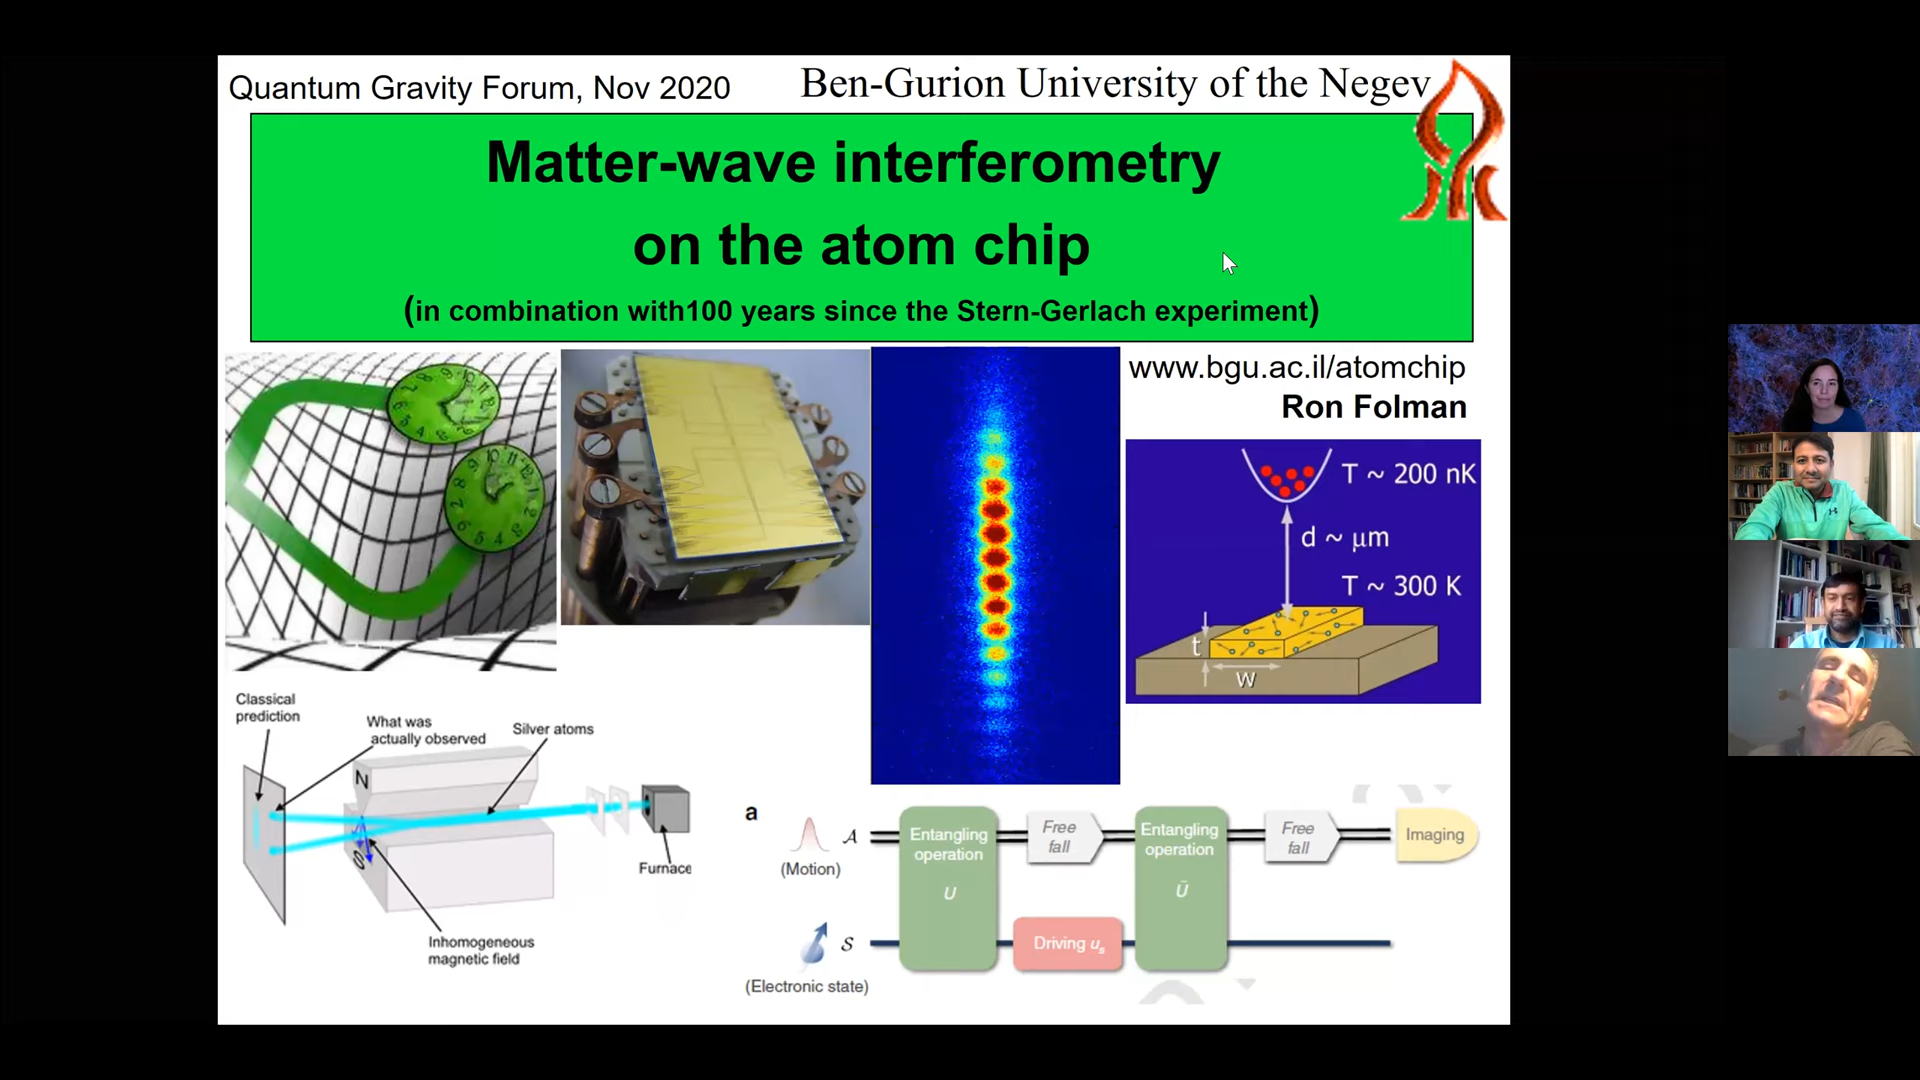 Quantum Gravity Forum, Nov 2020
Ben-Gurion University of the Negev
Matter-wave interferometry
on the atom chip
(in combination with100 years since the Stern-Gerlach experiment)
www.bgu.ac.il/atomchip
Ron Folman
T ~ 200 nK
d ~ μm
T ~ 300 K
t
W
Classical
prediction
What was
actually observed
Silver atoms
N
S
Furnace
Inhomogeneous
magnetic field
a
A
(Motion)
Entangling
operation
U
Free
fall
Entangling
operation
Ũ
Free
fall
Imaging
S
(Electronic state)
Driving us